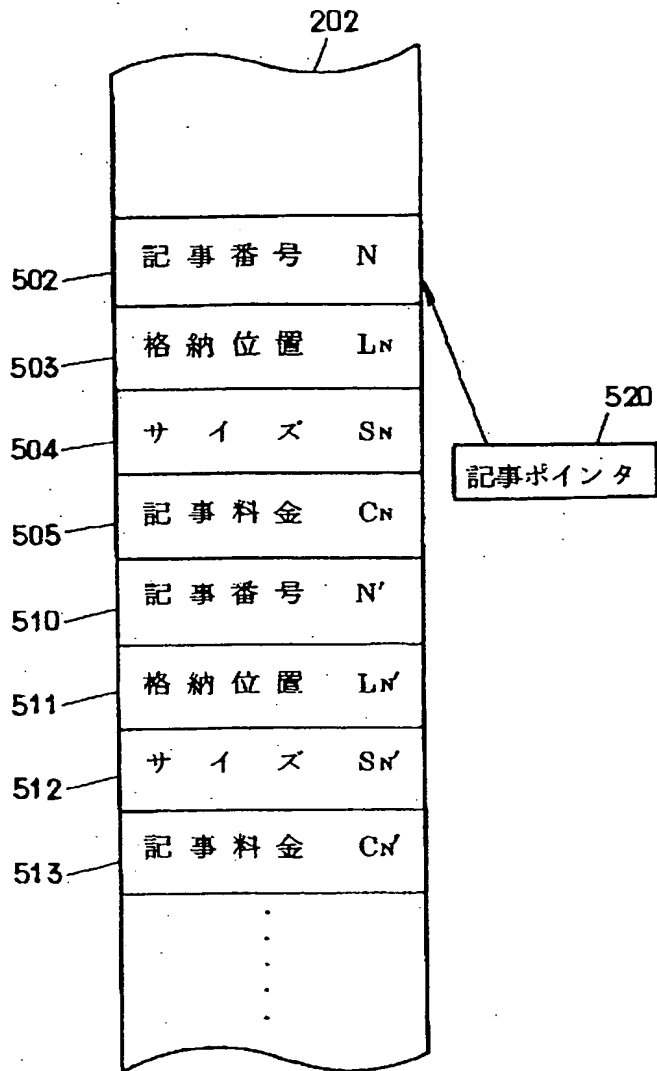 202
502 記事番号 N
503 格納位置 LN
504 サイズ SN
520
記事ポインタ
505 記事料金 CN
510 記事番号 N'
511 格納位置 LN'
512 サイズ SN'
513 記事料金 CN'